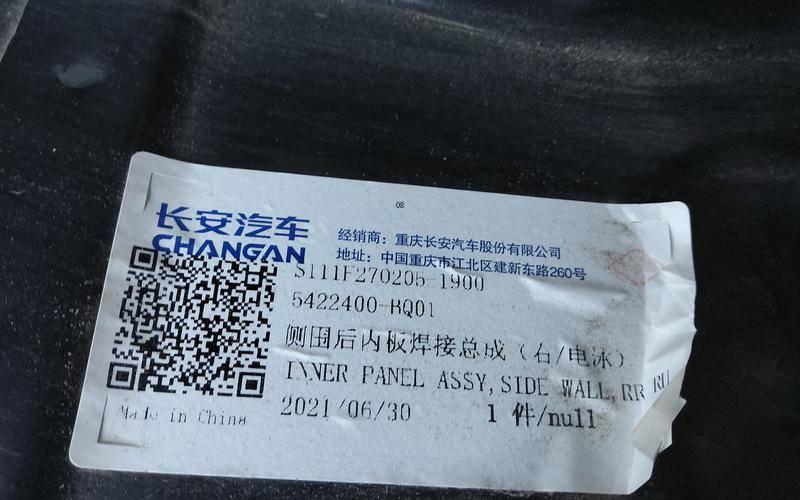 08
长安汽车
CHANGAN
经销商：重庆长安汽车股份有限公司
地址：中国重庆市江北区建新东路260号
S111F270205-1900
5422400-BQ01
侧围后内板焊接总成（右/电泳）
INNER PANEL ASSY, SIDE WALL, RR RH
2021/06/30 1 件/null
Made in China